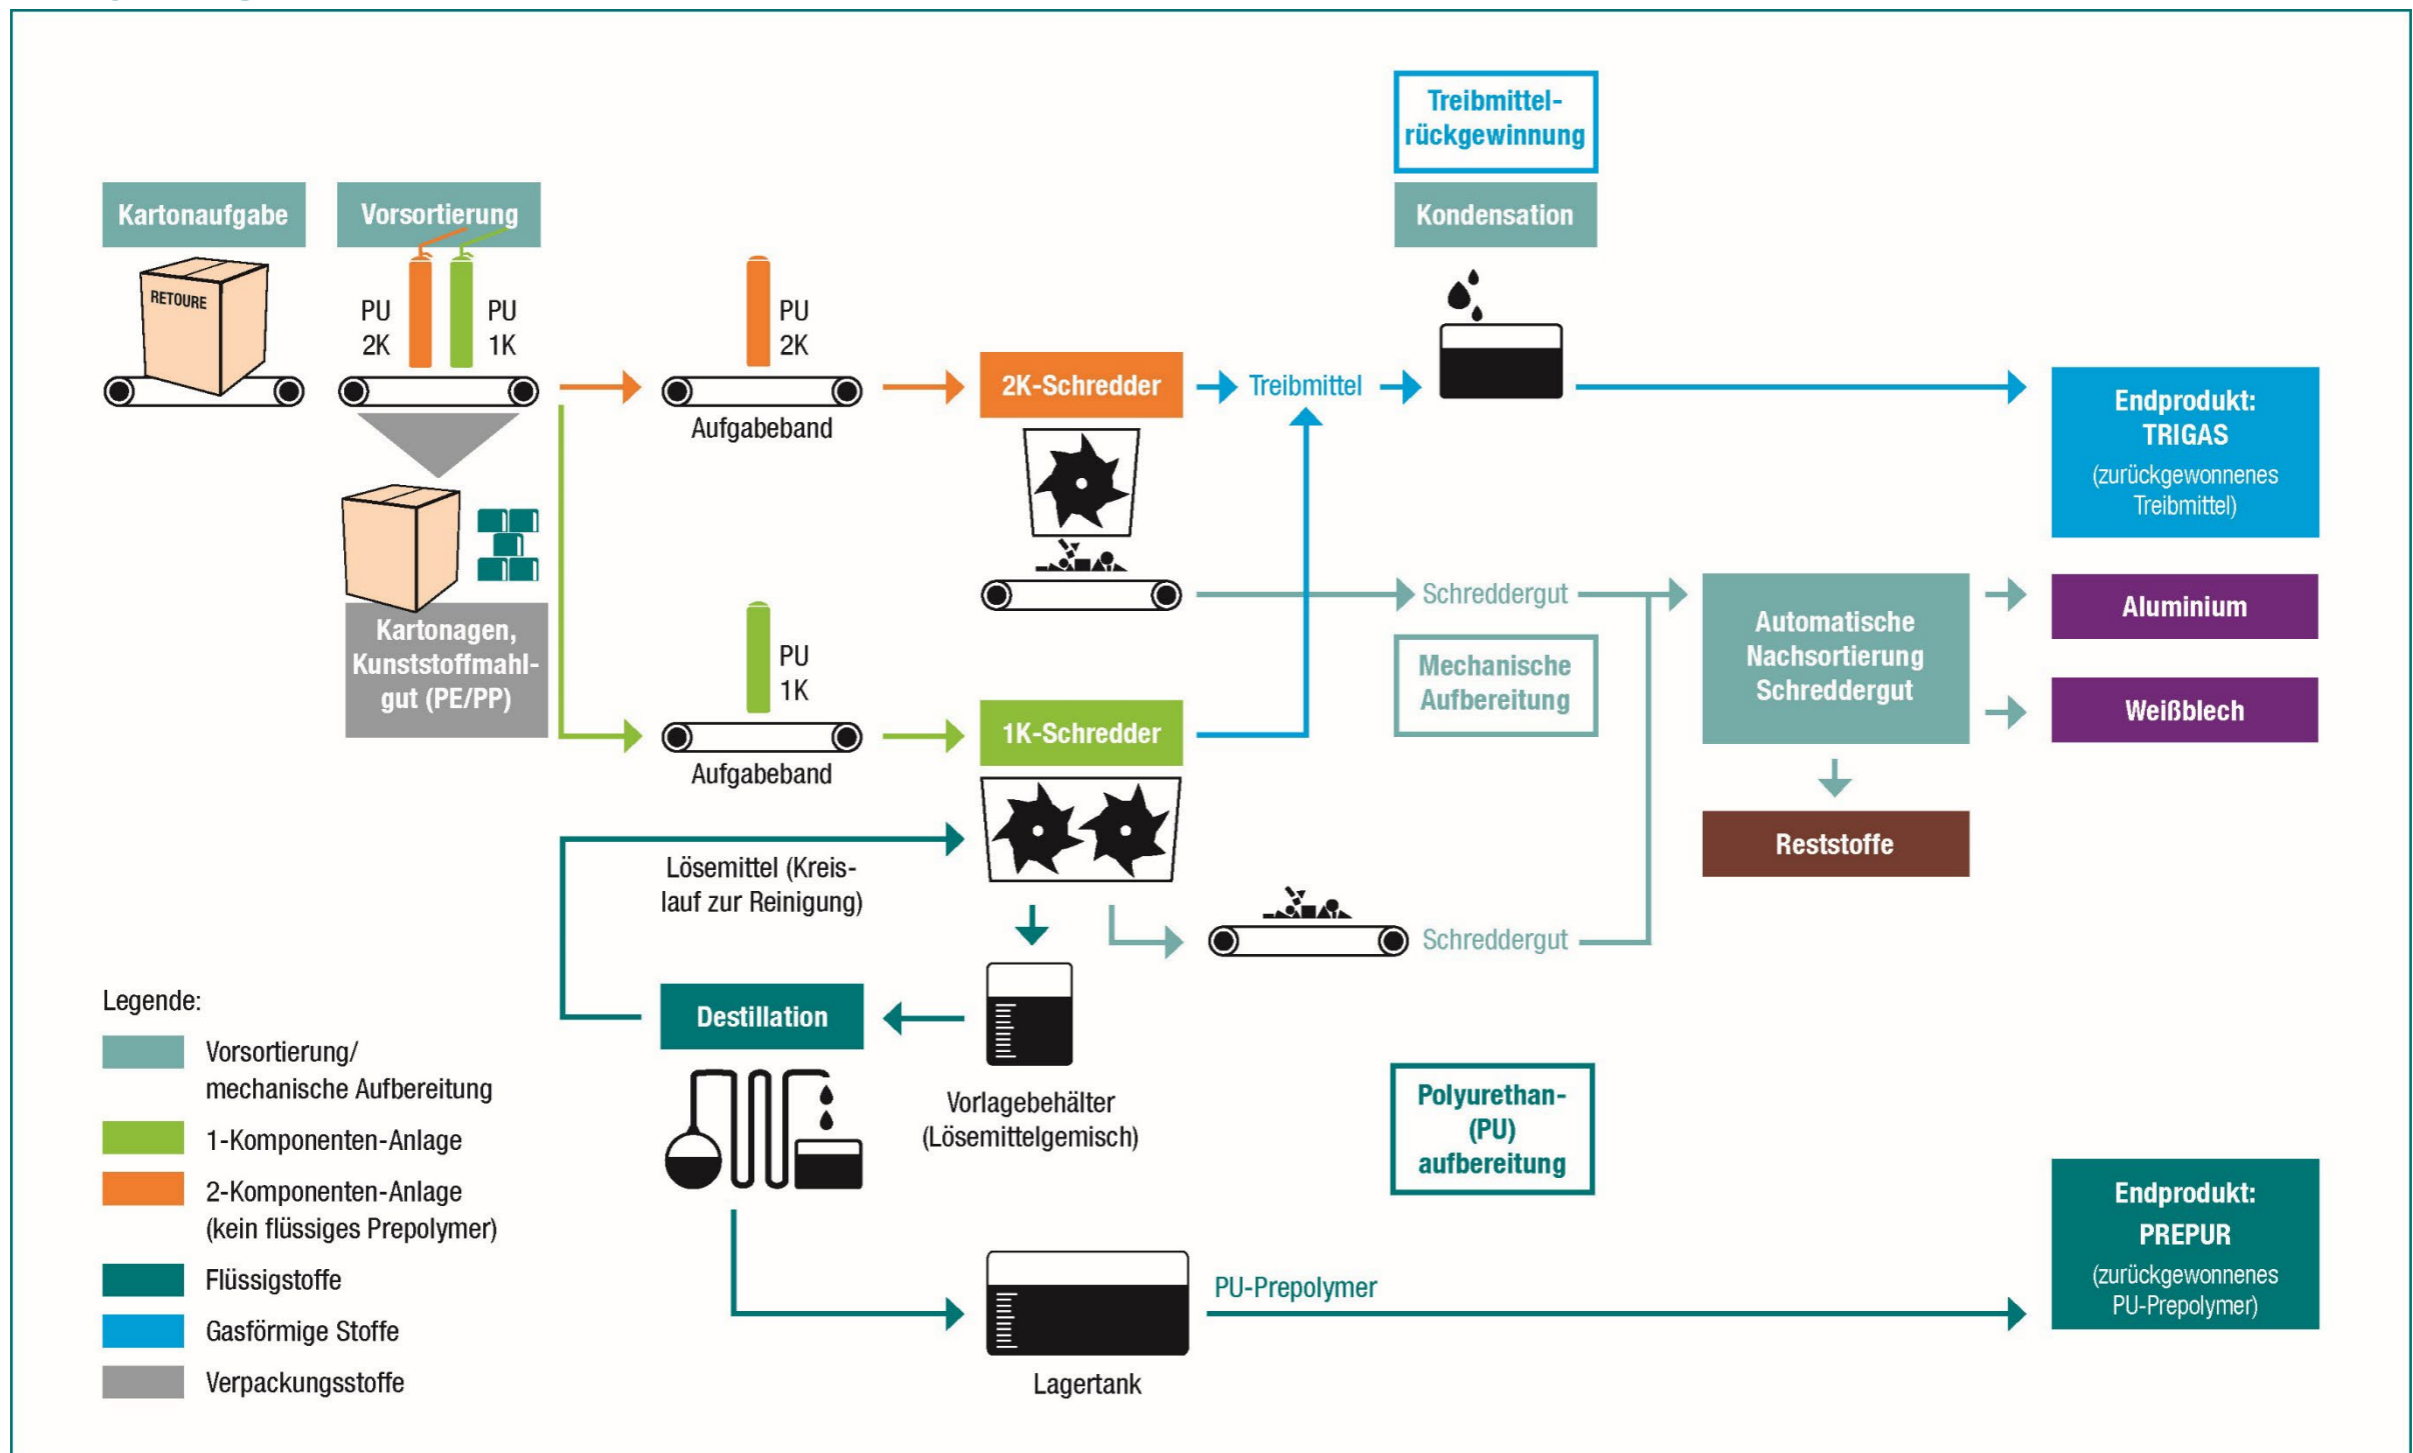 Treibmittel-
rückgewinnung
Kartonaufgabe
Vorsortierung
Kondensation
RETOURE
PU
2K
PU
1K
PU
2K
Aufgabeband
2K-Schredder
Treibmittel
Endprodukt:
TRIGAS
(zurückgewonnenes
Treibmittel)
Kartonagen,
Kunststoffmahl-
gut (PE/PP)
PU
1K
Aufgabeband
1K-Schredder
Schreddergut
Mechanische
Aufbereitung
Automatische
Nachsortierung
Schreddergut
Aluminium
Weißblech
Reststoffe
Lösemittel (Kreis-
lauf zur Reinigung)
Schreddergut
Destillation
Vorlagebehälter
(Lösemittelgemisch)
Polyurethan-
(PU)
aufbereitung
Lagertank
PU-Prepolymer
Endprodukt:
PREPUR
(zurückgewonnenes
PU-Prepolymer)
Legende:
Vorsortierung/
mechanische Aufbereitung
1-Komponenten-Anlage
2-Komponenten-Anlage
(kein flüssiges Prepolymer)
Flüssigstoffe
Gasförmige Stoffe
Verpackungsstoffe